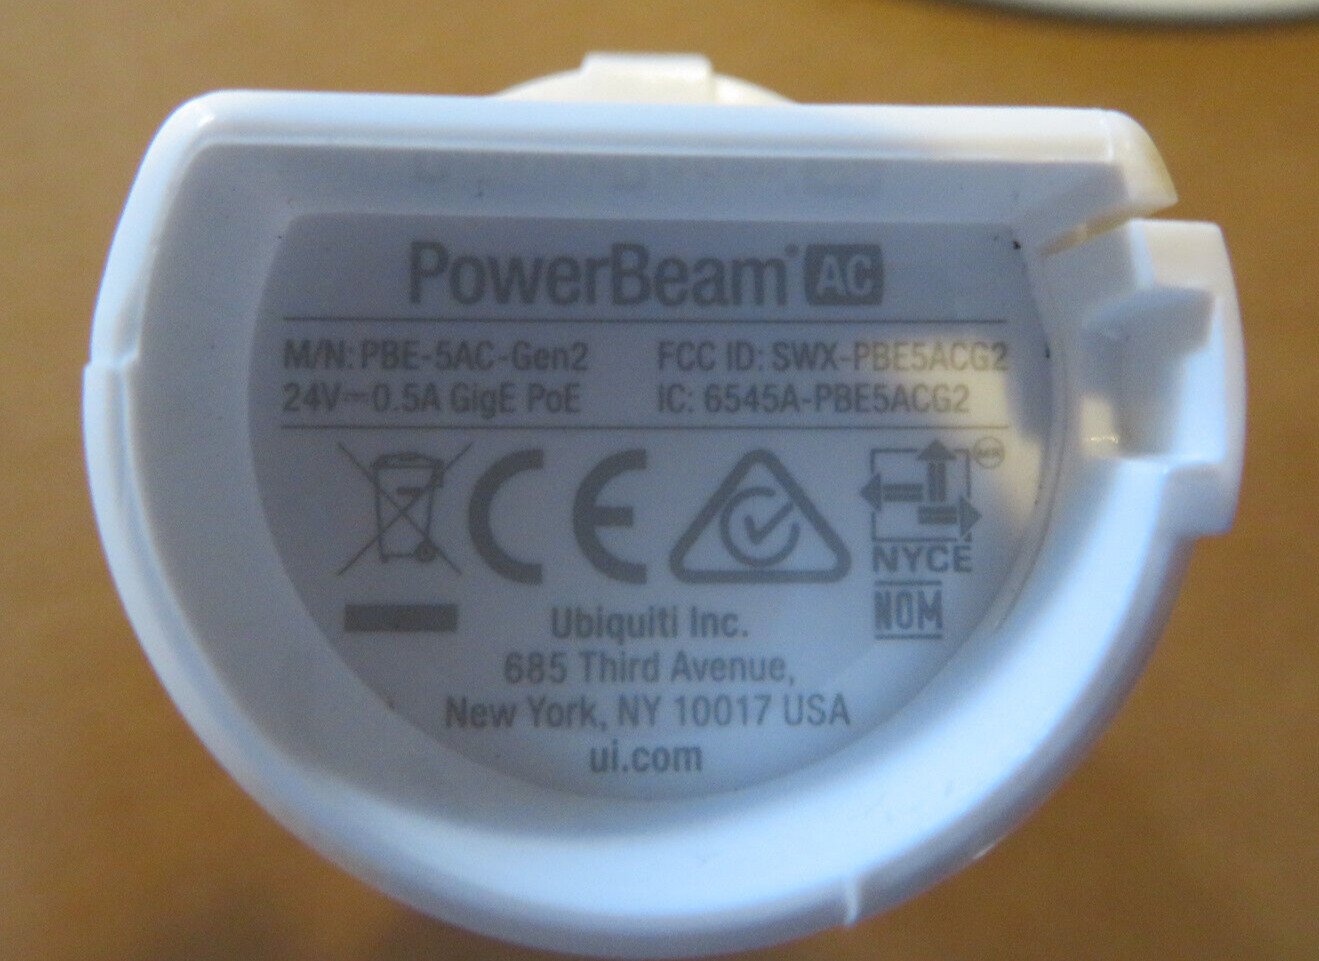 PowerBeam® AC
M/N: PBE-5AC-Gen2 FCC ID: SWX-PBE5ACG2
24V⎓0.5A GigE PoE IC: 6545A-PBE5ACG2
CE
MR
NYCE
NOM
Ubiquiti Inc.
685 Third Avenue,
New York, NY 10017 USA
ui.com